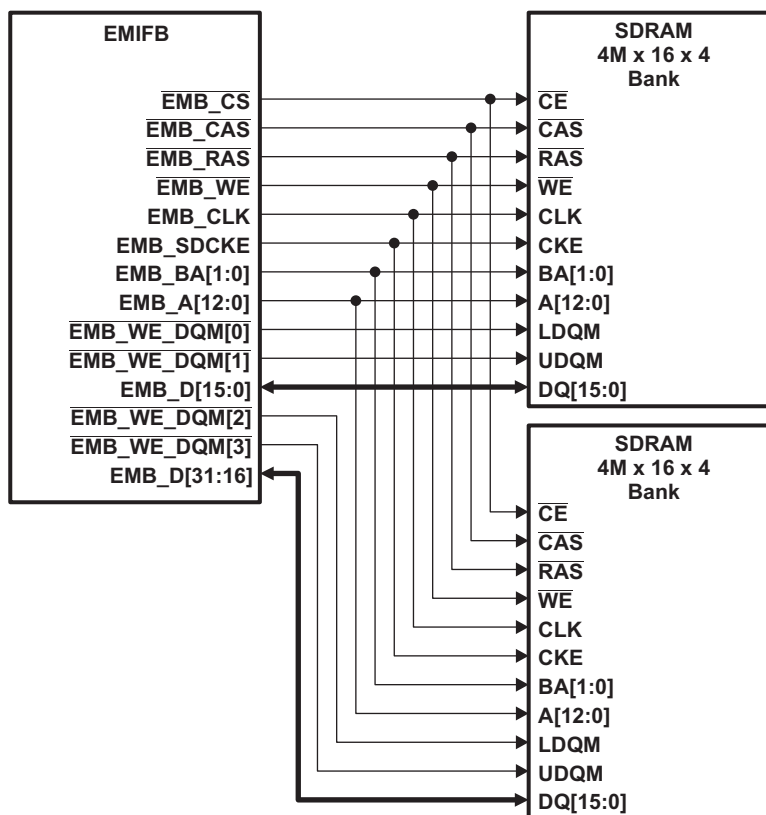 EMIFB
EMB_CS
EMB_CAS
EMB_RAS
EMB_WE
EMB_CLK
EMB_SDCKE
EMB_BA[1:0]
EMB_A[12:0]
EMB_WE_DQM[0]
EMB_WE_DQM[1]
EMB_D[15:0]
EMB_WE_DQM[2]
EMB_WE_DQM[3]
EMB_D[31:16]
SDRAM
4M x 16 x 4
Bank
CE
CAS
RAS
WE
CLK
CKE
BA[1:0]
A[12:0]
LDQM
UDQM
DQ[15:0]
SDRAM
4M x 16 x 4
Bank
CE
CAS
RAS
WE
CLK
CKE
BA[1:0]
A[12:0]
LDQM
UDQM
DQ[15:0]